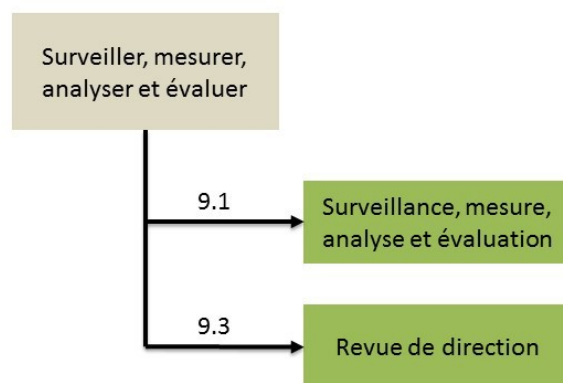 Surveiller, mesurer,
analyser et évaluer
9.1
Surveillance, mesure,
analyse et évaluation
9.3
Revue de direction